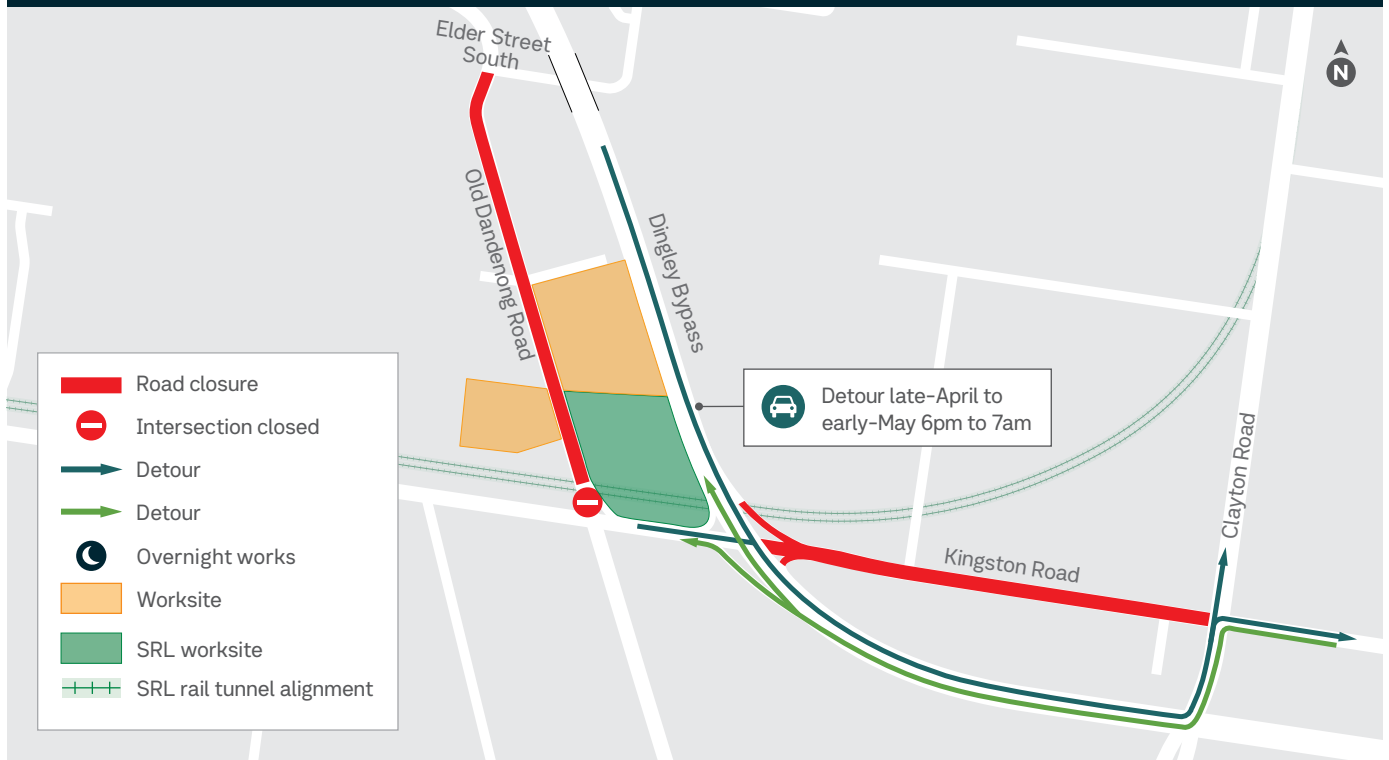 Elder Street
South
N
Old Dandenong Road
Dingley Bypass
Detour late-April to
early-May 6pm to 7am
Clayton Road
Kingston Road
Road closure
Intersection closed
Detour
Detour
Overnight works
Worksite
SRL worksite
SRL rail tunnel alignment